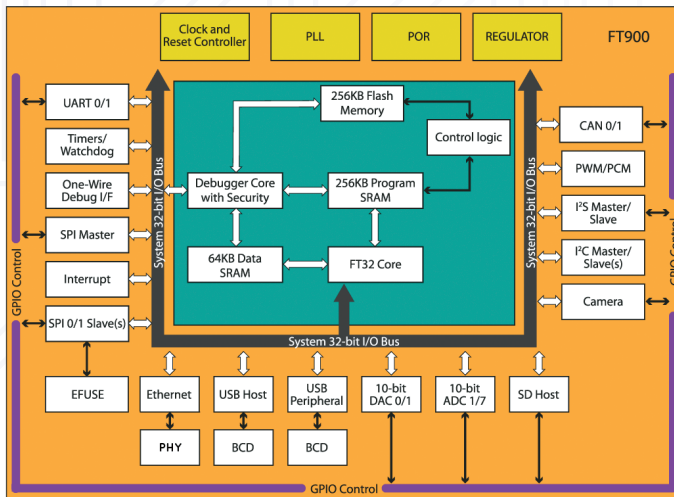 Clock and
Reset Controller
PLL
POR
REGULATOR
FT900
UART 0/1
Timers/
Watchdog
One-Wire
Debug I/F
SPI Master
Interrupt
SPI 0/1 Slave(s)
EFUSE
GPIO Control
System 32-bit I/O Bus
256KB Flash
Memory
Control logic
Debugger Core
with Security
256KB Program
SRAM
64KB Data
SRAM
FT32 Core
System 32-bit I/O Bus
System 32-bit I/O Bus
CAN 0/1
PWM/PCM
I²S Master/
Slave
I²C Master/
Slave(s)
Camera
GPIO Control
Ethernet
USB Host
USB
Peripheral
10-bit
DAC 0/1
10-bit
ADC 1/7
SD Host
PHY
BCD
BCD
GPIO Control